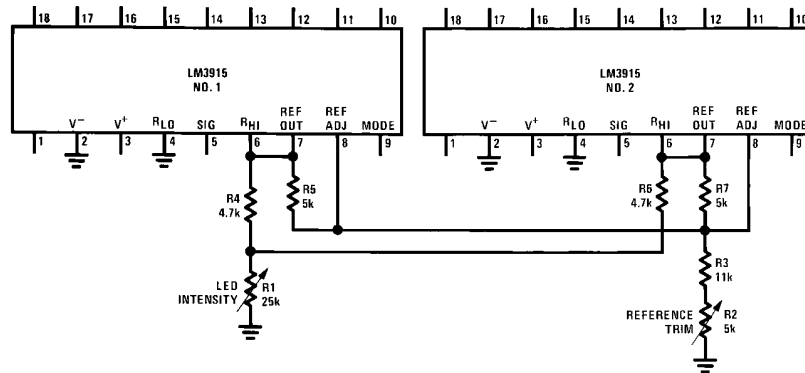 18 17 16 15 14 13 12 11 10
18 17 16 15 14 13 12 11 10
LM3915
NO. 1
LM3915
NO. 2
V− V+ RLO SIG RHI REF OUT REF ADJ MODE
V− V+ RLO SIG RHI REF OUT REF ADJ MODE
1 2 3 4 5 6 7 8 9
1 2 3 4 5 6 7 8 9
R4
4.7k
R5
5k
R6
4.7k
R7
5k
LED
INTENSITY
R1
25k
R3
11k
REFERENCE
TRIM
R2
5k